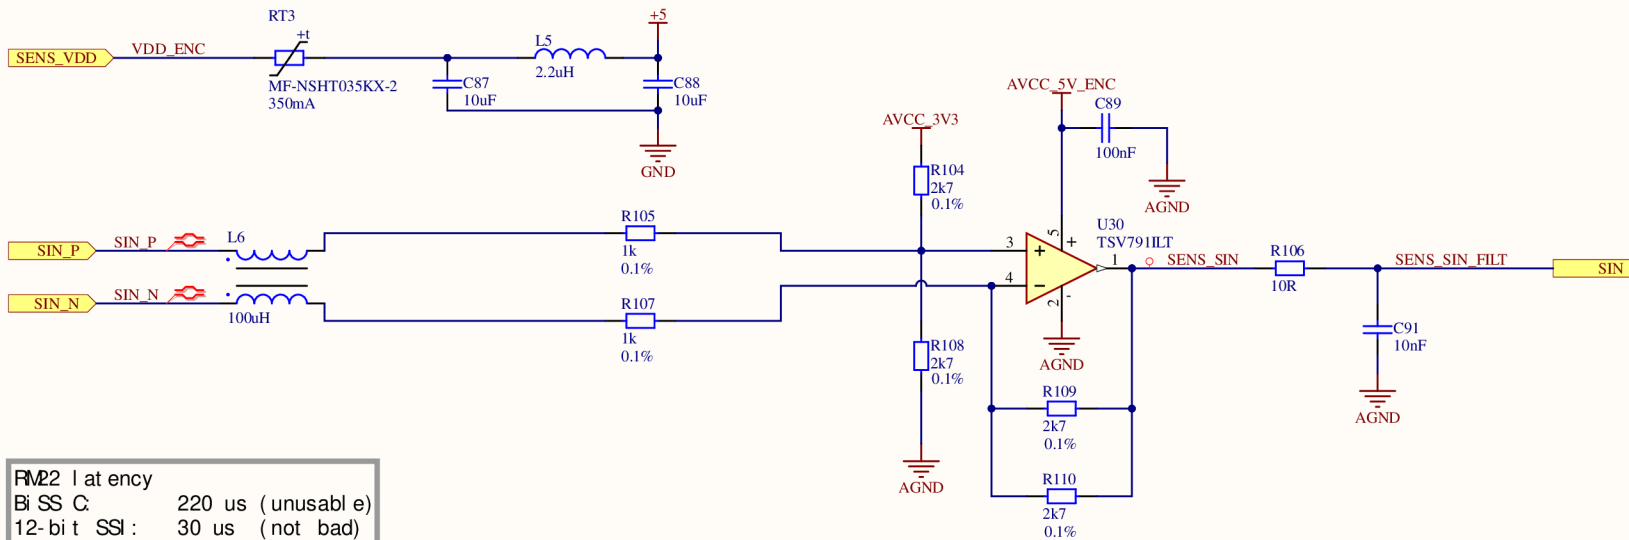 RT3
+t
+5
SENS_VDD
VDD_ENC
L5
2.2uH
MF-NSHT035KX-2
350mA
C87
10uF
C88
10uF
GND
AVCC_5V_ENC
C89
100nF
AGND
AVCC_3V3
R104
2k7
0.1%
R105
1k
0.1%
SIN_P
SIN_P
L6
SIN_N
SIN_N
100uH
R107
1k
0.1%
3
4
5
2
1
+
-
+
−
U30
TSV791ILT
AGND
SENS_SIN
R106
10R
SENS_SIN_FILT
SIN
C91
10nF
AGND
R108
2k7
0.1%
AGND
R109
2k7
0.1%
R110
2k7
0.1%
RM22 latency
BiSS C: 220 us (unusable)
12-bit SSI: 30 us (not bad)